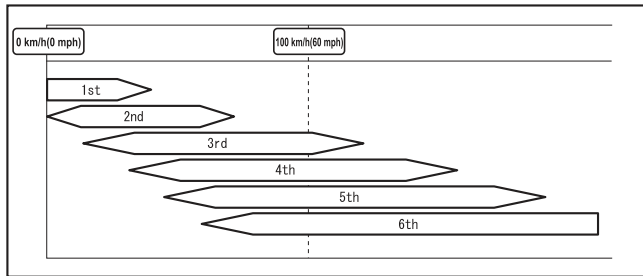 0 km/h(0 mph)
100 km/h(60 mph)
1st
2nd
3rd
4th
5th
6th